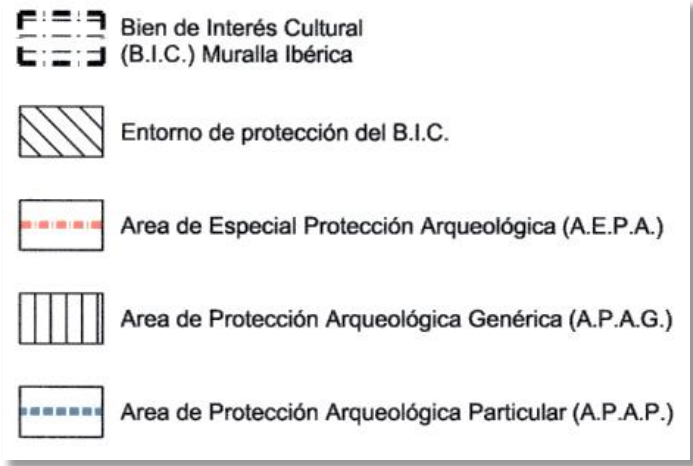 Bien de Interés Cultural
(B.I.C.) Muralla Ibérica
Entorno de protección del B.I.C.
Area de Especial Protección Arqueológica (A.E.P.A.)
Area de Protección Arqueológica Genérica (A.P.A.G.)
Area de Protección Arqueológica Particular (A.P.A.P.)